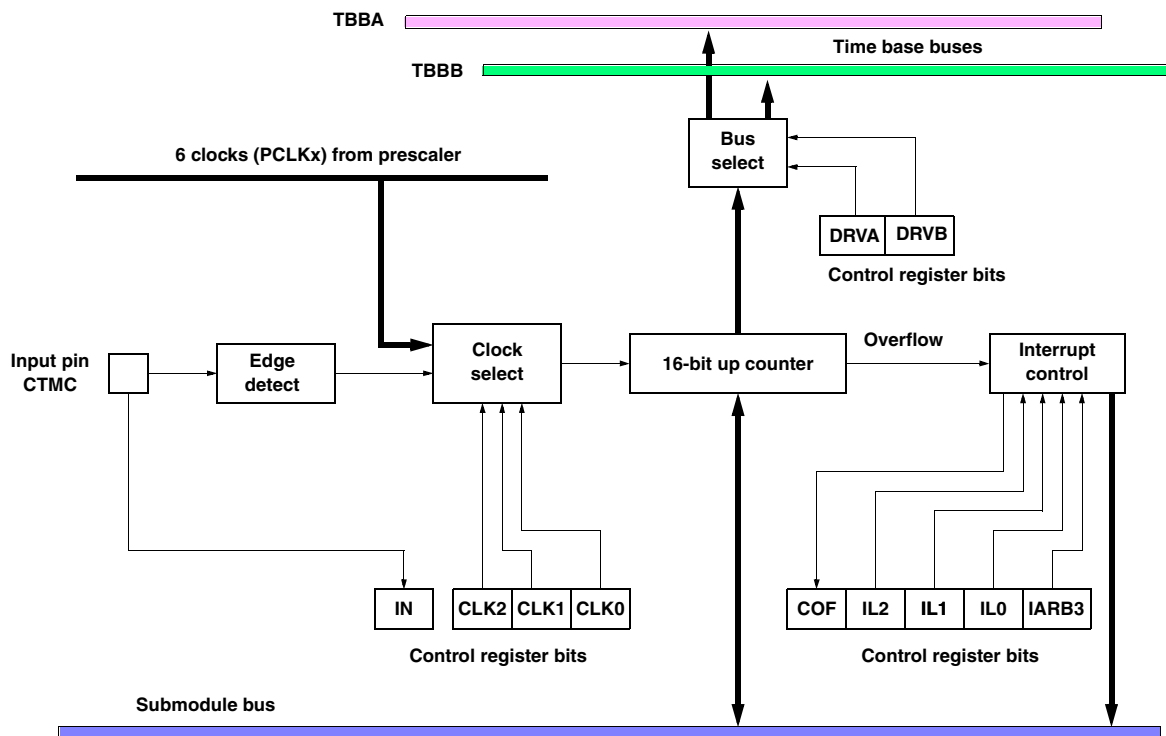 TBBA
Time base buses
TBBB
Bus
select
6 clocks (PCLKx) from prescaler
DRVA
DRVB
Control register bits
Input pin
CTMC
Edge
detect
Clock
select
16-bit up counter
Overflow
Interrupt
control
IN
CLK2
CLK1
CLK0
COF
IL2
IL1
IL0
IARB3
Control register bits
Control register bits
Submodule bus